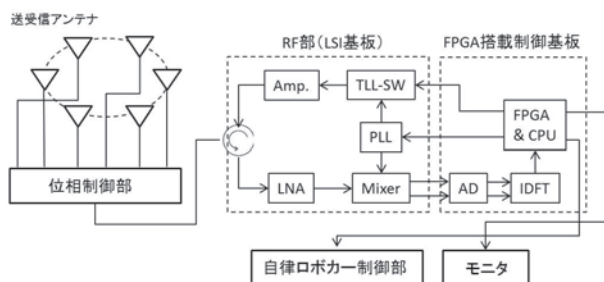 送受信アンテナ
RF部(LSI基板)
FPGA搭載制御基板
Amp.
TLL-SW
FPGA
& CPU
PLL
位相制御部
LNA
Mixer
AD
IDFT
自律ロボカー制御部
モニタ